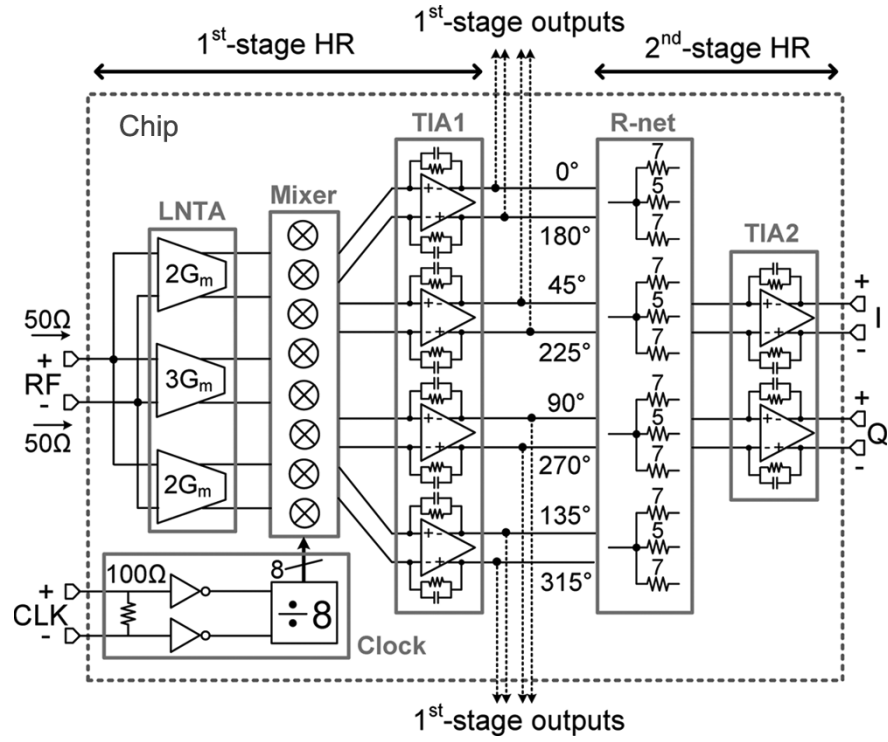 1st-stage HR
1st-stage outputs
2nd-stage HR
Chip
TIA1
R-net
LNTA
Mixer
TIA2
2Gm
3Gm
2Gm
50Ω
+
RF
-
50Ω
+ -
+ -
+ -
+ -
0°
180°
45°
225°
90°
270°
135°
315°
7
5
7
7
5
7
7
5
7
7
5
7
+ -
+ -
+
I
-
+
Q
-
+
CLK
-
100Ω
8
÷8
Clock
1st-stage outputs